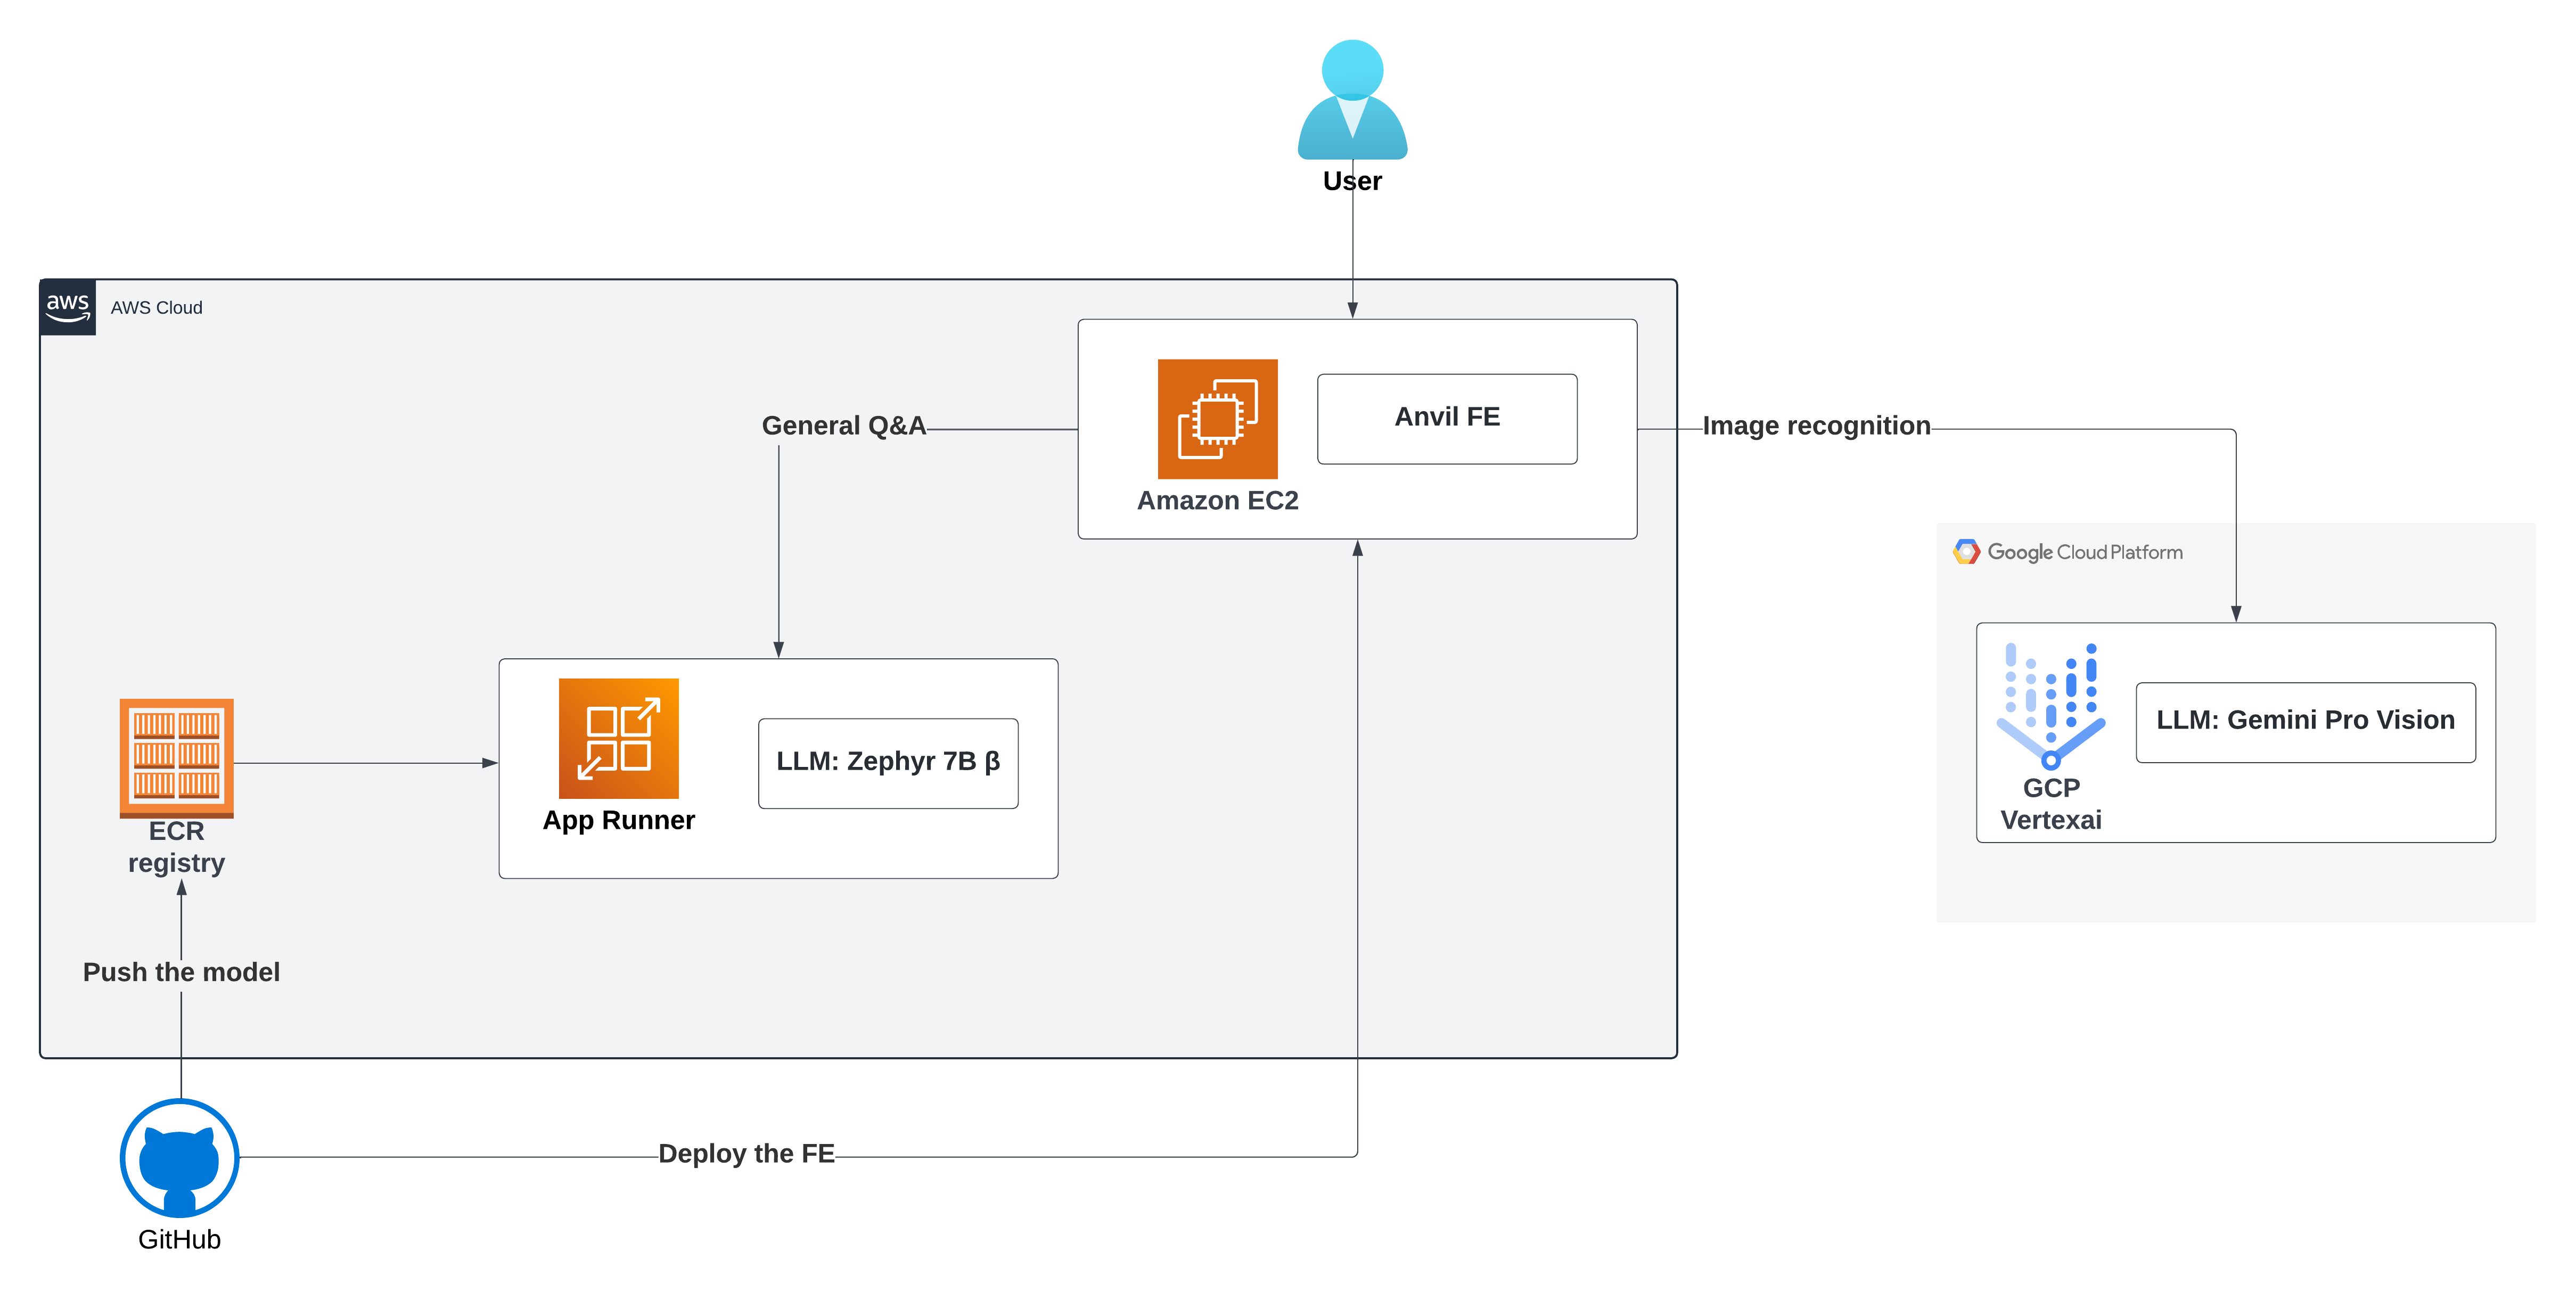 User
aws
AWS Cloud
General Q&A
Anvil FE
Amazon EC2
Image recognition
Google Cloud Platform
LLM: Gemini Pro Vision
GCP
Vertexai
LLM: Zephyr 7B β
App Runner
ECR
registry
Push the model
Deploy the FE
GitHub